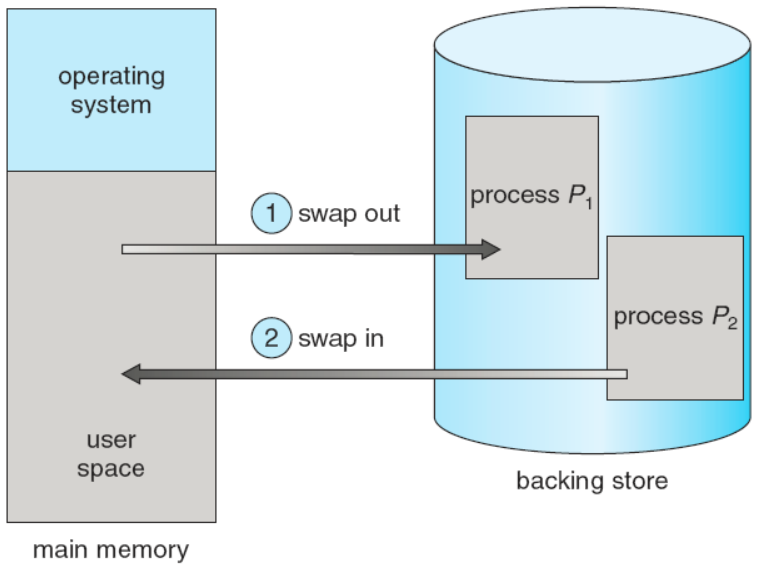 operating
system
1 swap out
process P1
2 swap in
process P2
user
space
backing store
main memory